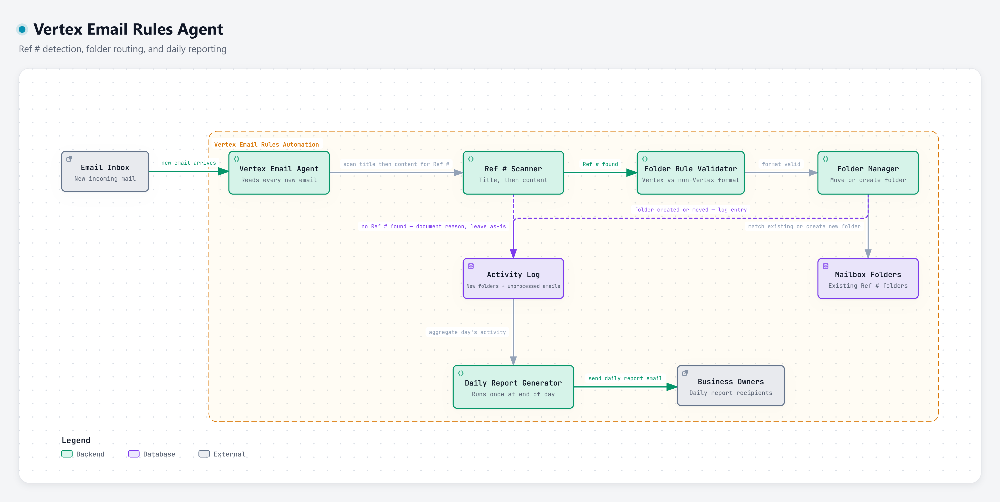 Vertex Email Rules Agent
Ref # detection, folder routing, and daily reporting
Vertex Email Rules Automation
Email Inbox
New incoming mail
new email arrives
Vertex Email Agent
Reads every new email
scan title then content for Ref #
Ref # Scanner
Title, then content
Ref # found
Folder Rule Validator
Vertex vs non-Vertex format
format valid
Folder Manager
Move or create folder
folder created or moved — log entry
no Ref # found — document reason, leave as-is
match existing or create new folder
Activity Log
New folders + unprocessed emails
Mailbox Folders
Existing Ref # folders
aggregate day's activity
Daily Report Generator
Runs once at end of day
send daily report email
Business Owners
Daily report recipients
Legend
Backend
Database
External